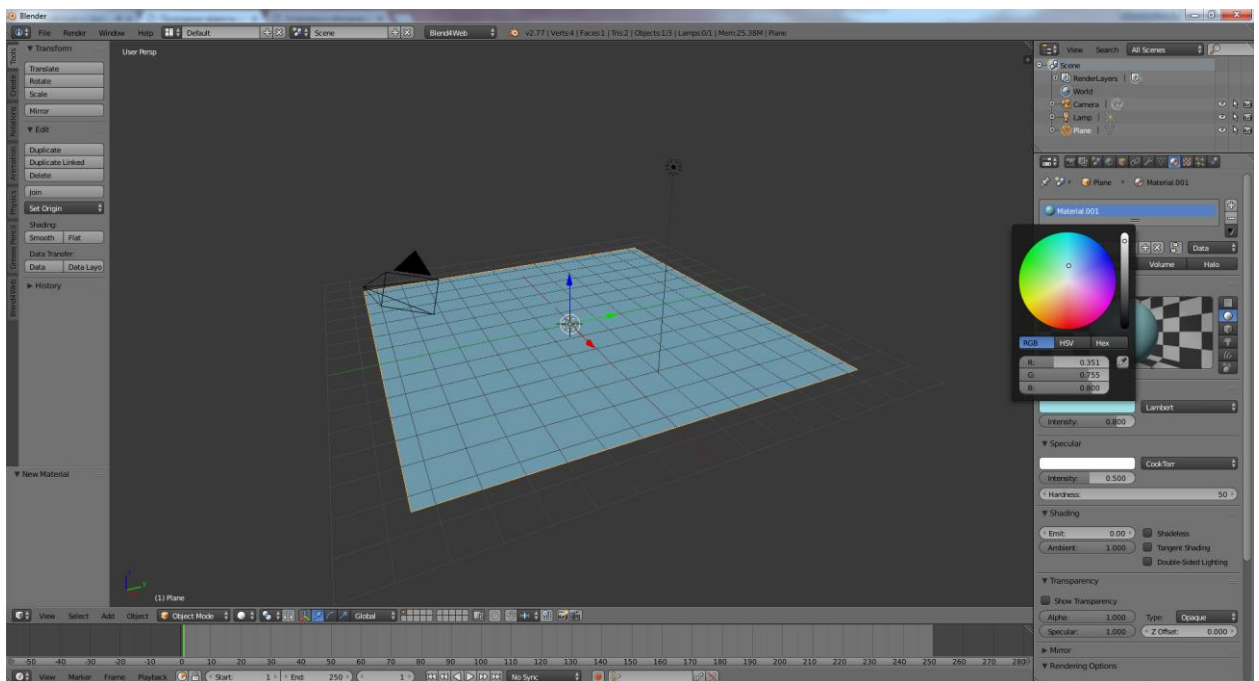 Blender
File Render Window Help Default Scene Blend4Web v2.77 | Verts:4 | Faces:1 | Tris:2 | Objects:1/3 | Lamps:0/1 | Mem:25.38M | Plane
View Search All Scenes
Tools
Create
Relations
Animation
Physics
Grease Pencil
Blend4Web
Transform
Translate
Rotate
Scale
Mirror
Edit
Duplicate
Duplicate Linked
Delete
Join
Set Origin
Shading:
Smooth Flat
Data Transfer:
Data Data Layo
History
New Material
User Persp
(1) Plane
Scene
RenderLayers
World
Camera
Lamp
Plane
Plane Material.001
Material.001
Data
Volume Halo
RGB HSV Hex
R: 0.351
G: 0.755
B: 0.800
Lambert
Intensity: 0.800
Specular
CookTorr
Intensity: 0.500
Hardness: 50
Shading
Emit: 0.00 Shadeless
Ambient: 1.000 Tangent Shading
Double-Sided Lighting
Transparency
Show Transparency
Alpha: 1.000 Type: Opaque
Specular: 1.000 Z Offset: 0.000
Mirror
Rendering Options
View Select Add Object Object Mode Global
-50 -40 -30 -20 -10 0 10 20 30 40 50 60 70 80 90 100 110 120 130 140 150 160 170 180 190 200 210 220 230 240 250 260 270 280
View Marker Frame Playback Start: 1 End: 250 1 No Sync